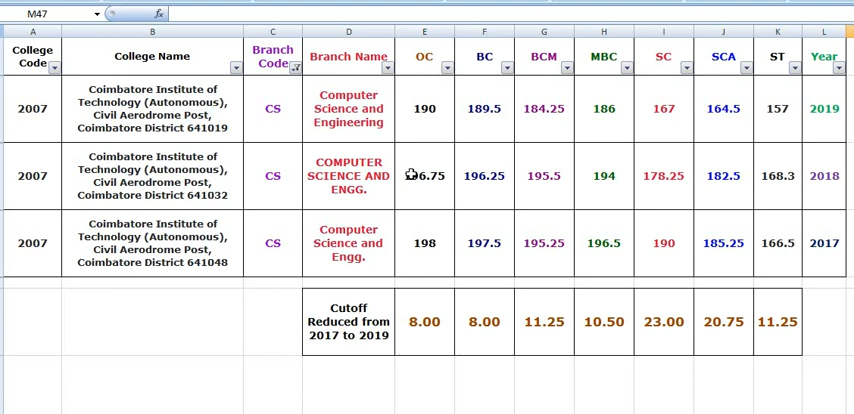 M47
fx
A B C D E F G H I J K L
College Code College Name Branch Code Branch Name OC BC BCM MBC SC SCA ST Year
2007 Coimbatore Institute of Technology (Autonomous), Civil Aerodrome Post, Coimbatore District 641019 CS Computer Science and Engineering 190 189.5 184.25 186 167 164.5 157 2019
2007 Coimbatore Institute of Technology (Autonomous), Civil Aerodrome Post, Coimbatore District 641032 CS COMPUTER SCIENCE AND ENGG. 196.75 196.25 195.5 194 178.25 182.5 168.3 2018
2007 Coimbatore Institute of Technology (Autonomous), Civil Aerodrome Post, Coimbatore District 641048 CS Computer Science and Engg. 198 197.5 195.25 196.5 190 185.25 166.5 2017
Cutoff Reduced from 2017 to 2019 8.00 8.00 11.25 10.50 23.00 20.75 11.25